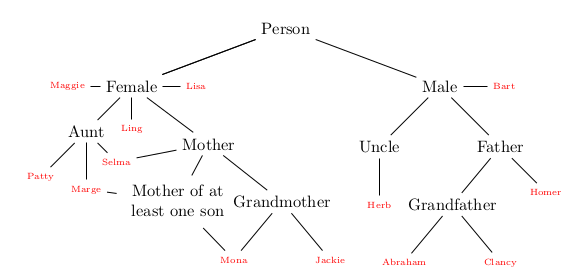 Person
Maggie
Female
Lisa
Male
Bart
Aunt
Ling
Mother
Uncle
Father
Selma
Patty
Marge
Mother of at
least one son
Grandmother
Herb
Grandfather
Homer
Mona
Jackie
Abraham
Clancy